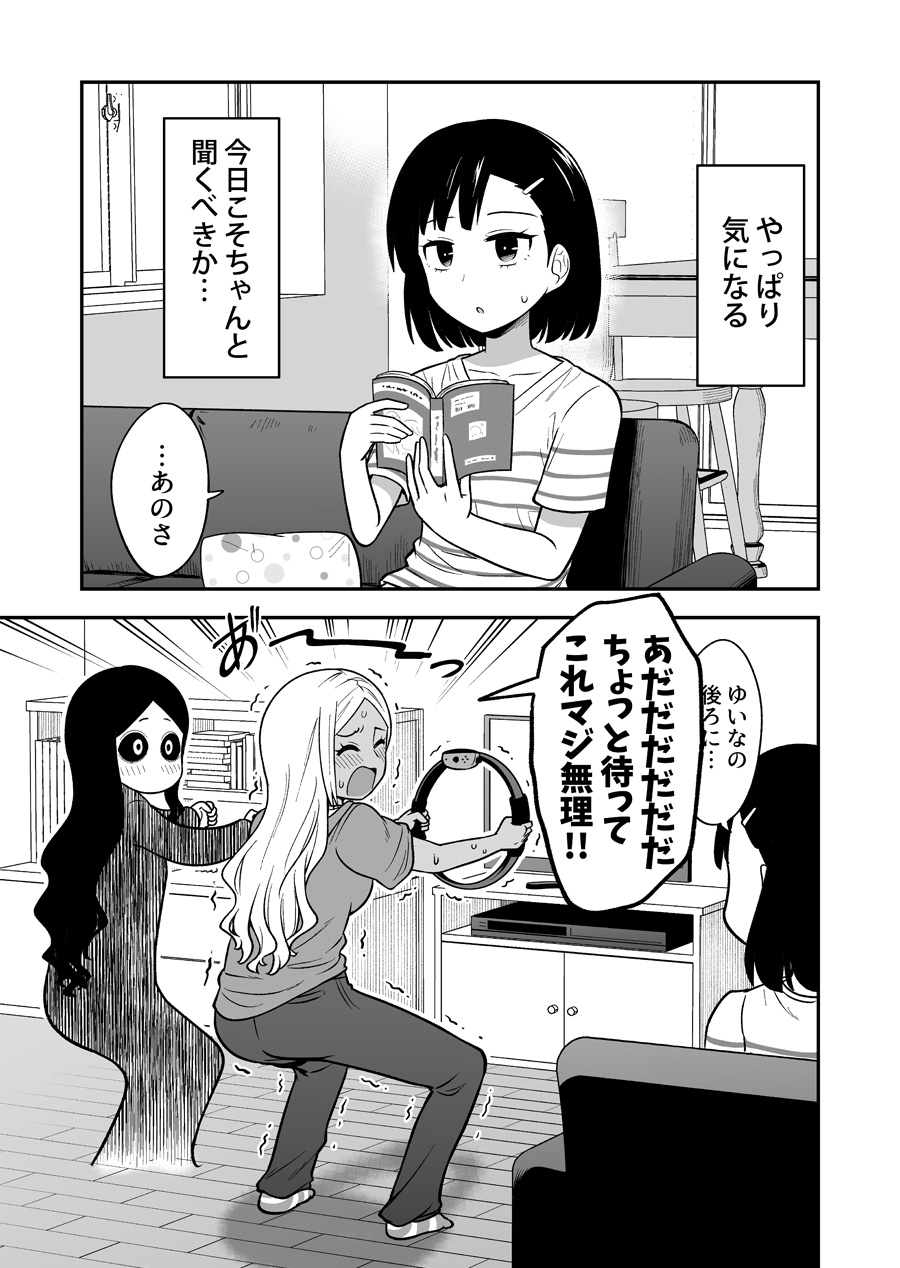 やっぱり
気になる
今日こそちゃんと
聞くべきか…
…あのさ
ゆいなの
後ろに…
あだだだだだだ
ちょっと待って
これマジ無理!!
あ゛ーーっ